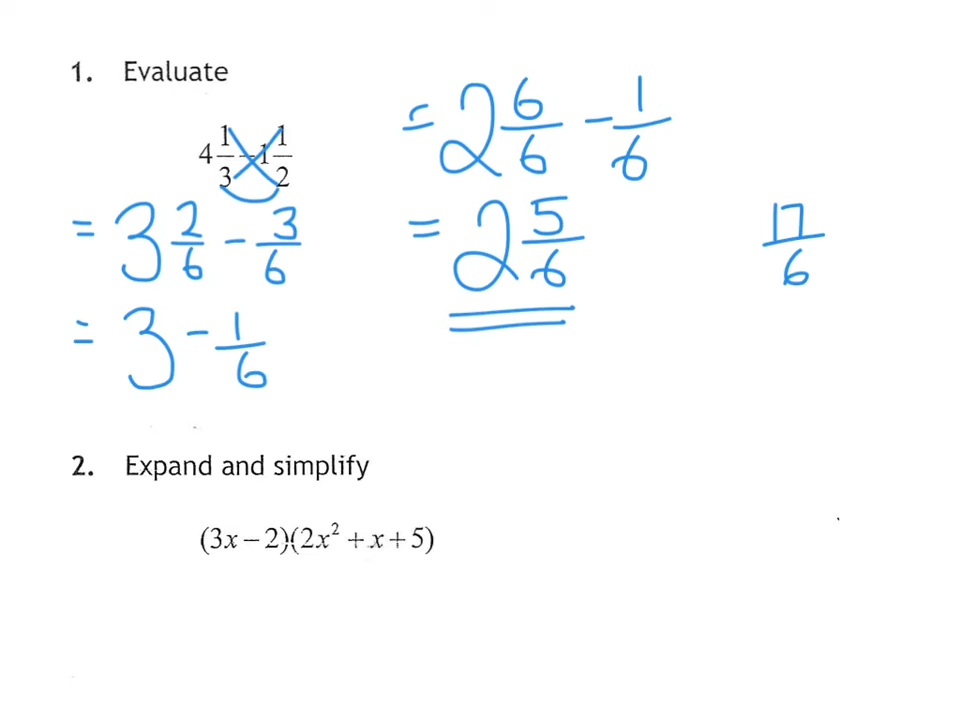 1. Evaluate
4 1/3 - 1 1/2
= 3 2/6 - 3/6
= 3 - 1/6
= 2 6/6 - 1/6
= 2 5/6
17/6
2. Expand and simplify
(3x − 2)(2x² + x + 5)